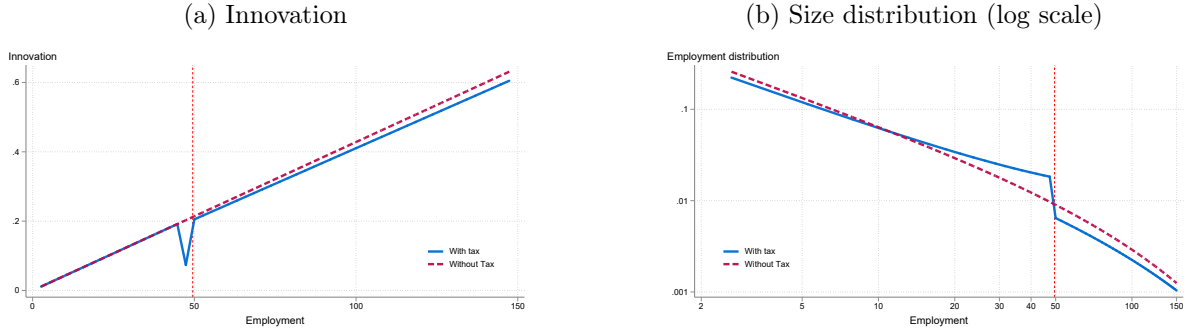 (a) Innovation
Innovation
.6
.4
.2
0
0 50 100 150
Employment
With tax
Without Tax
(b) Size distribution (log scale)
Employment distribution
.1
.01
.001
2 5 10 20 30 40 50 100 150
Employment
With tax
Without Tax